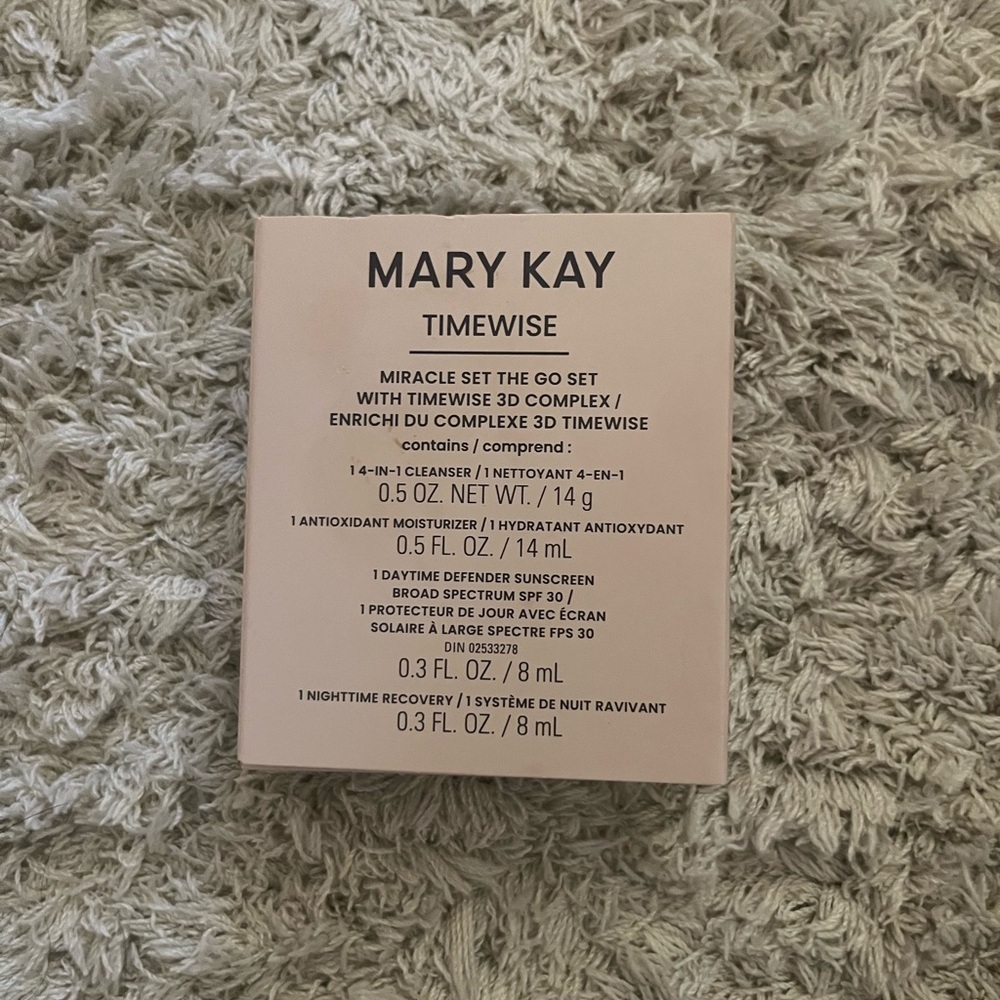 MARY KAY
TIMEWISE
MIRACLE SET THE GO SET
WITH TIMEWISE 3D COMPLEX /
ENRICHI DU COMPLEXE 3D TIMEWISE
contains / comprend :
1 4-IN-1 CLEANSER / 1 NETTOYANT 4-EN-1
0.5 OZ. NET WT. / 14 g
1 ANTIOXIDANT MOISTURIZER / 1 HYDRATANT ANTIOXYDANT
0.5 FL. OZ. / 14 mL
1 DAYTIME DEFENDER SUNSCREEN
BROAD SPECTRUM SPF 30 /
1 PROTECTEUR DE JOUR AVEC ÉCRAN
SOLAIRE À LARGE SPECTRE FPS 30
DIN 02533278
0.3 FL. OZ. / 8 mL
1 NIGHTTIME RECOVERY / 1 SYSTÈME DE NUIT RAVIVANT
0.3 FL. OZ. / 8 mL